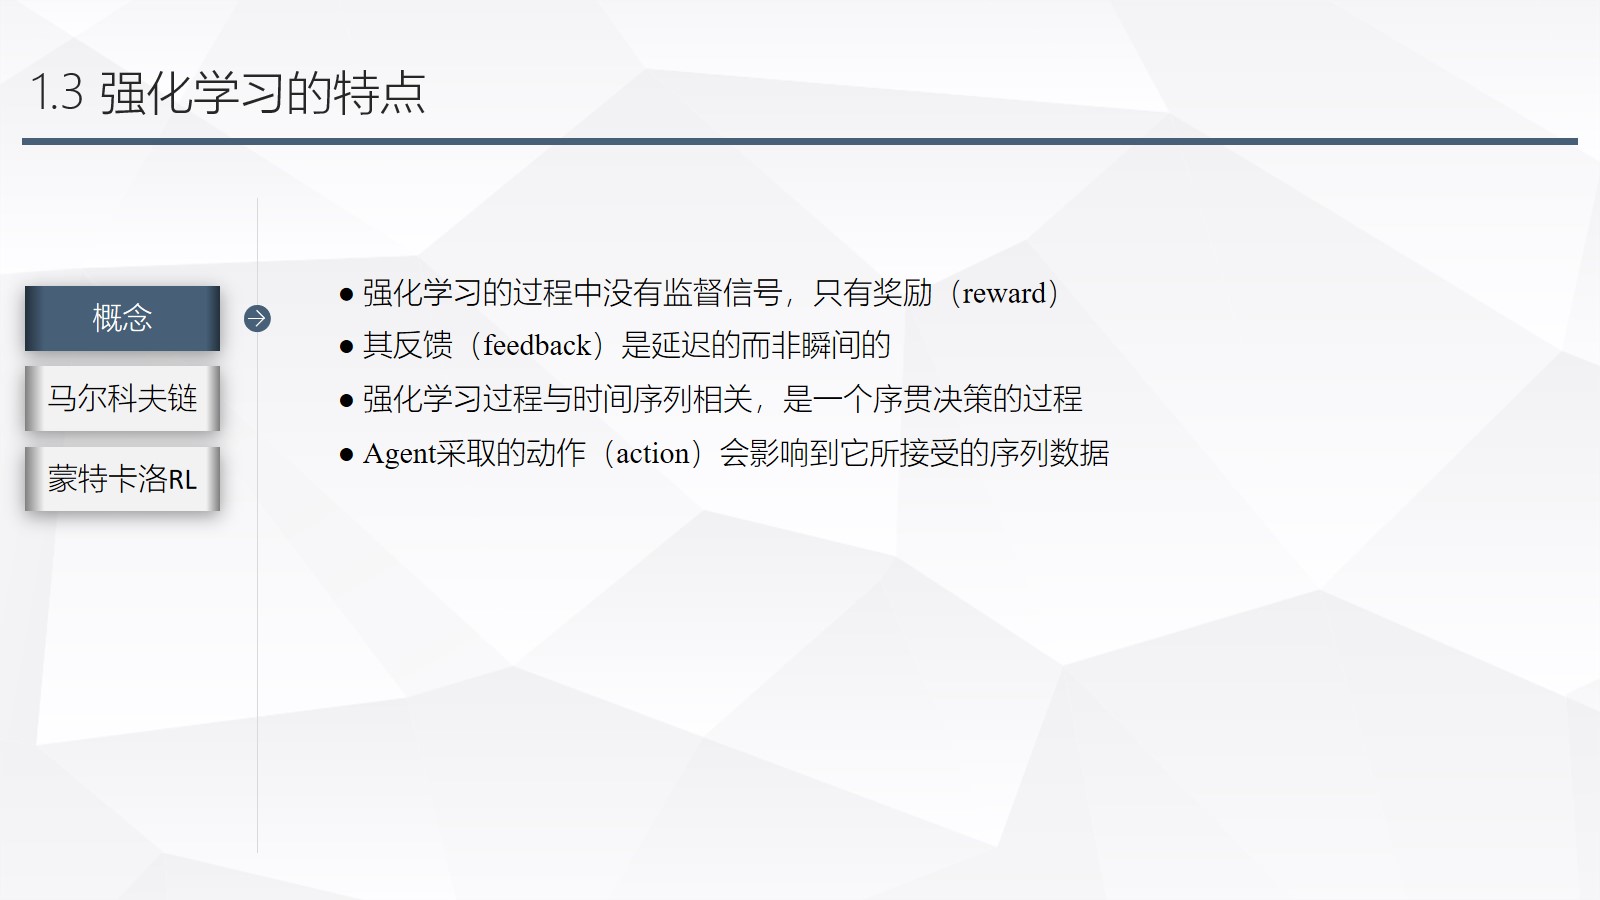 1.3 强化学习的特点
概念
马尔科夫链
蒙特卡洛RL
● 强化学习的过程中没有监督信号，只有奖励（reward）
● 其反馈（feedback）是延迟的而非瞬间的
● 强化学习过程与时间序列相关，是一个序贯决策的过程
● Agent采取的动作（action）会影响到它所接受的序列数据